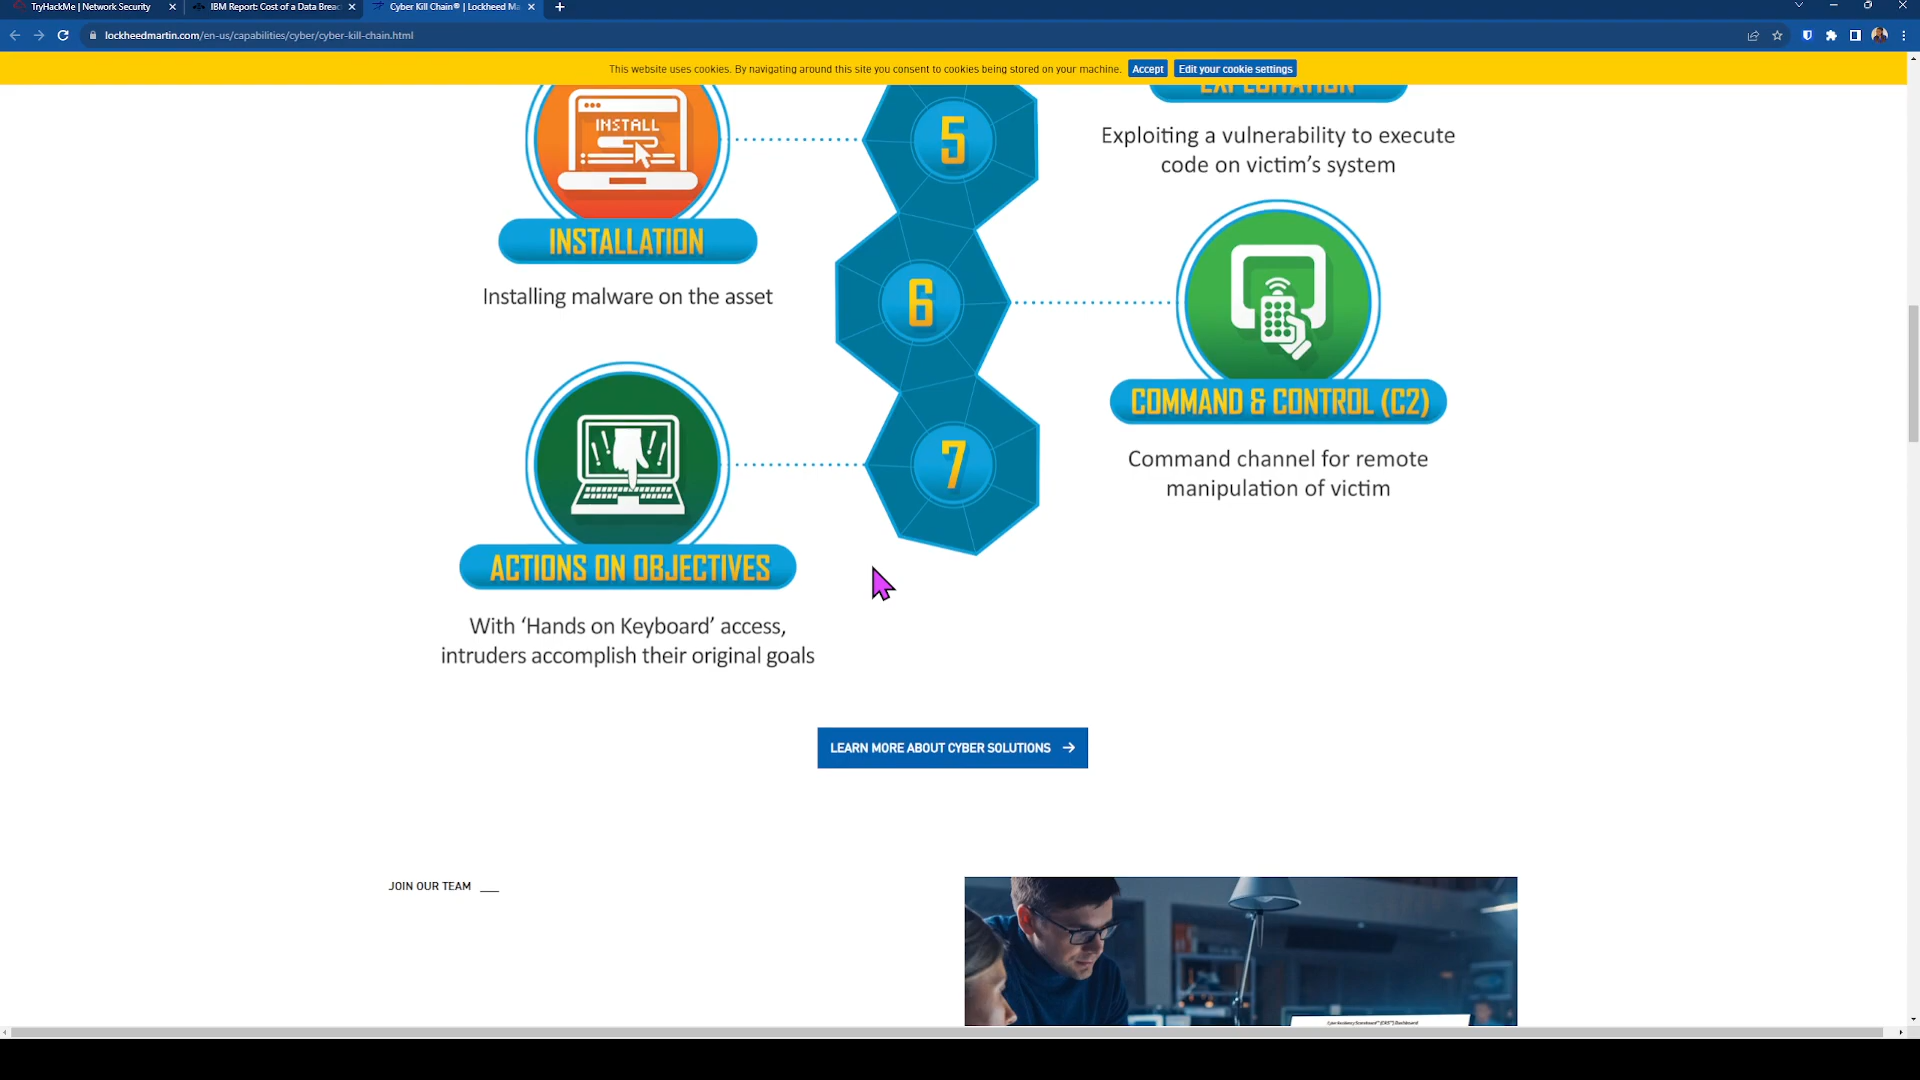 TryHackMe | Network Security
IBM Report: Cost of a Data Breac
Cyber Kill Chain® | Lockheed Ma
lockheedmartin.com/en-us/capabilities/cyber/cyber-kill-chain.html
This website uses cookies. By navigating around this site you consent to cookies being stored on your machine. Accept Edit your cookie settings
EXPLOITATION
INSTALL
5
Exploiting a vulnerability to execute
code on victim's system
INSTALLATION
Installing malware on the asset
6
COMMAND & CONTROL (C2)
Command channel for remote
manipulation of victim
7
ACTIONS ON OBJECTIVES
With ‘Hands on Keyboard’ access,
intruders accomplish their original goals
LEARN MORE ABOUT CYBER SOLUTIONS →
JOIN OUR TEAM